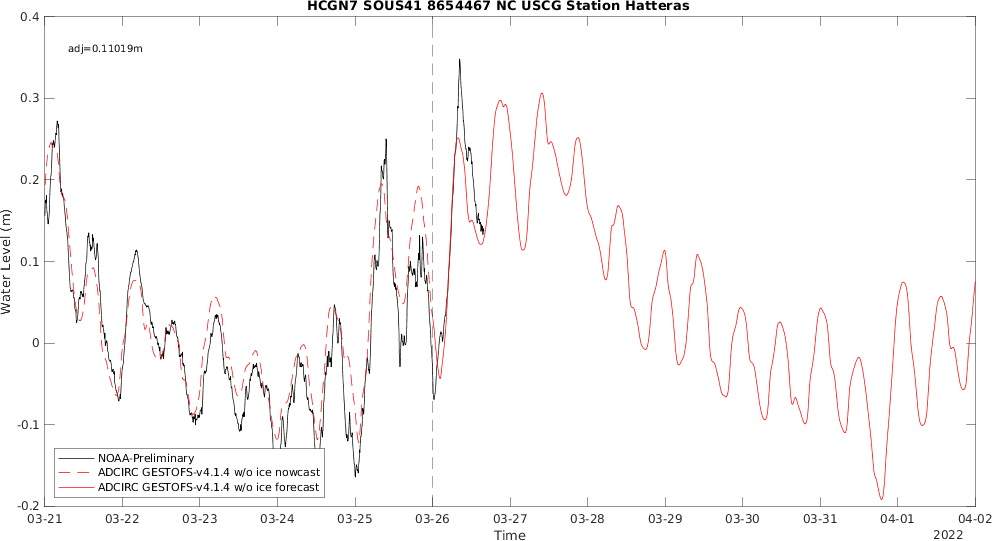 HCGN7 SOUS41 8654467 NC USCG Station Hatteras
adj=0.11019m
0.4
0.3
0.2
0.1
0
-0.1
-0.2
Water Level (m)
NOAA-Preliminary
ADCIRC GESTOFS-v4.1.4 w/o ice nowcast
ADCIRC GESTOFS-v4.1.4 w/o ice forecast
03-21 03-22 03-23 03-24 03-25 03-26 03-27 03-28 03-29 03-30 03-31 04-01 04-02
Time
2022